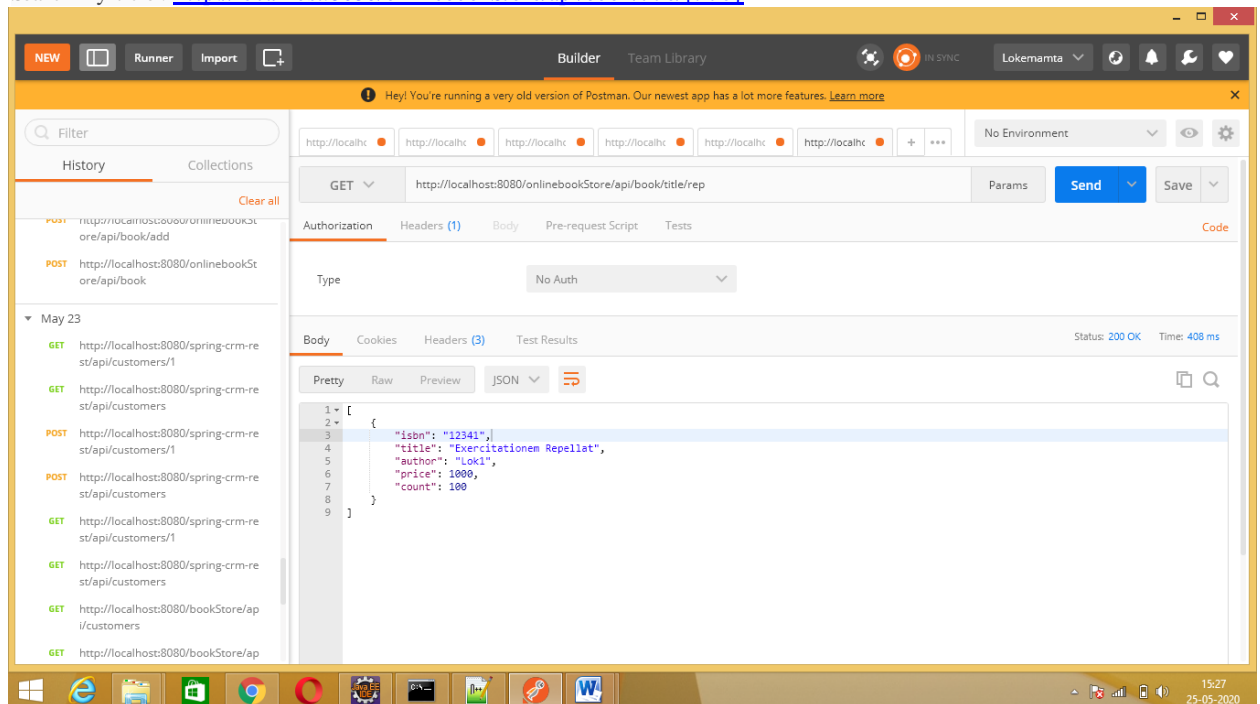 NEW
Runner
Import
Builder
Team Library
IN SYNC
Lokemamta
Hey! You're running a very old version of Postman. Our newest app has a lot more features. Learn more
Filter
History
Collections
Clear all
http://localhc
http://localhc
http://localhc
http://localhc
http://localhc
http://localhc
No Environment
GET
http://localhost:8080/onlinebookStore/api/book/title/rep
Params
Send
Save
Authorization
Headers (1)
Body
Pre-request Script
Tests
Code
Type
No Auth
POST http://localhost:8080/onlinebookSt
ore/api/book/add
POST http://localhost:8080/onlinebookSt
ore/api/book
May 23
GET http://localhost:8080/spring-crm-re
st/api/customers/1
GET http://localhost:8080/spring-crm-re
st/api/customers
POST http://localhost:8080/spring-crm-re
st/api/customers/1
POST http://localhost:8080/spring-crm-re
st/api/customers
GET http://localhost:8080/spring-crm-re
st/api/customers/1
GET http://localhost:8080/spring-crm-re
st/api/customers
GET http://localhost:8080/bookStore/ap
i/customers
GET http://localhost:8080/bookStore/ap
Body
Cookies
Headers (3)
Test Results
Status: 200 OK
Time: 408 ms
Pretty
Raw
Preview
JSON
1 [
2 {
3 "isbn": "12341",
4 "title": "Exercitationem Repellat",
5 "author": "Lok1",
6 "price": 1000,
7 "count": 100
8 }
9 ]
Java EE
IDE
C:\
15:27
25-05-2020